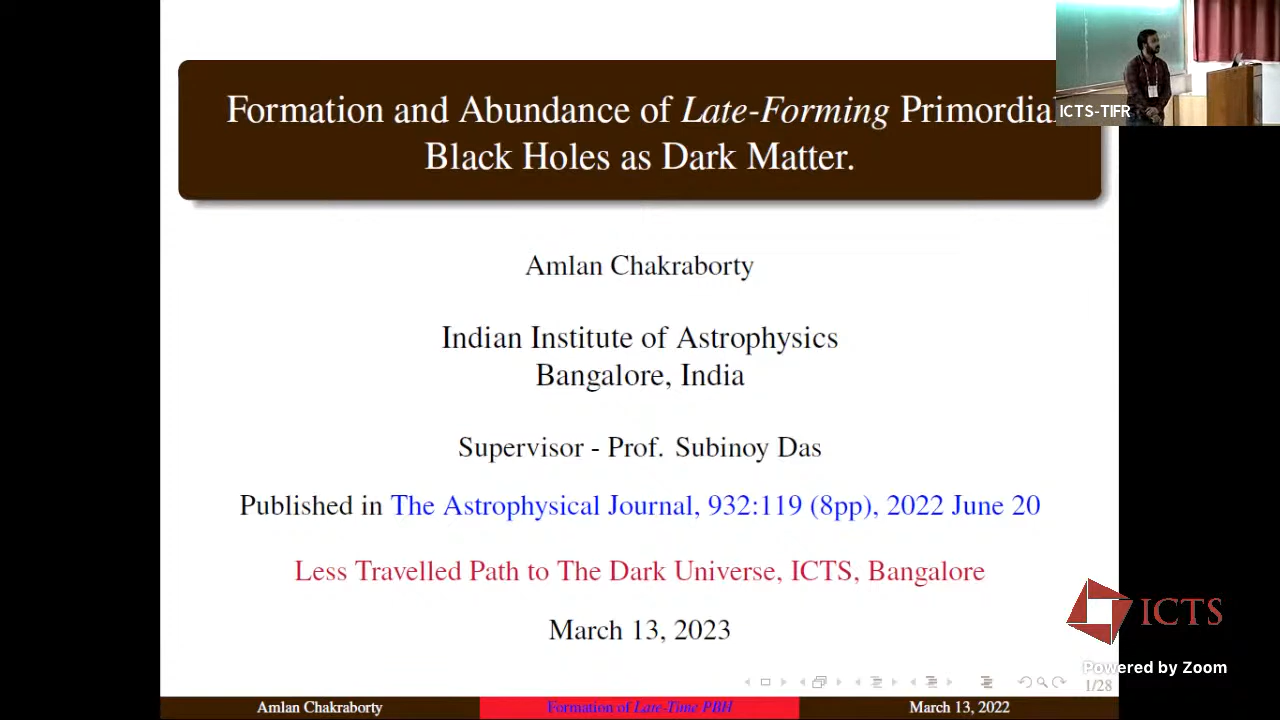 Formation and Abundance of Late-Forming Primordial
Black Holes as Dark Matter.
ICTS-TIFR
Amlan Chakraborty
Indian Institute of Astrophysics
Bangalore, India
Supervisor - Prof. Subinoy Das
Published in The Astrophysical Journal, 932:119 (8pp), 2022 June 20
Less Travelled Path to The Dark Universe, ICTS, Bangalore
March 13, 2023
ICTS
Powered by Zoom
1/28
Amlan Chakraborty
Formation of Late-Time PBH
March 13, 2022